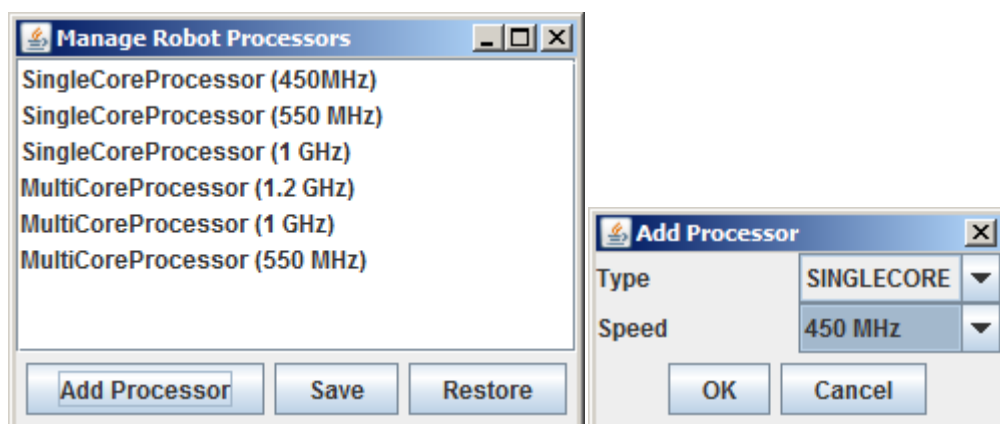 Manage Robot Processors
SingleCoreProcessor (450MHz)
SingleCoreProcessor (550 MHz)
SingleCoreProcessor (1 GHz)
MultiCoreProcessor (1.2 GHz)
MultiCoreProcessor (1 GHz)
MultiCoreProcessor (550 MHz)
Add Processor Save Restore
Add Processor
Type SINGLECORE
Speed 450 MHz
OK Cancel